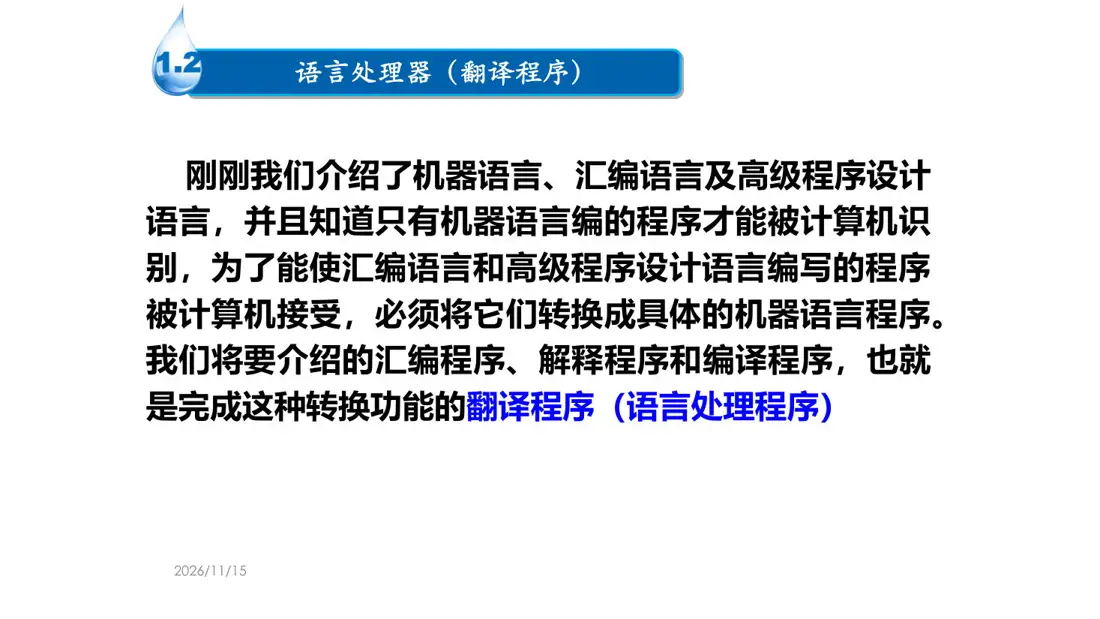 1.2
语言处理器（翻译程序）
刚刚我们介绍了机器语言、汇编语言及高级程序设计
语言，并且知道只有机器语言编的程序才能被计算机识
别，为了能使汇编语言和高级程序设计语言编写的程序
被计算机接受，必须将它们转换成具体的机器语言程序。
我们将要介绍的汇编程序、解释程序和编译程序，也就
是完成这种转换功能的翻译程序（语言处理程序）
2026/11/15